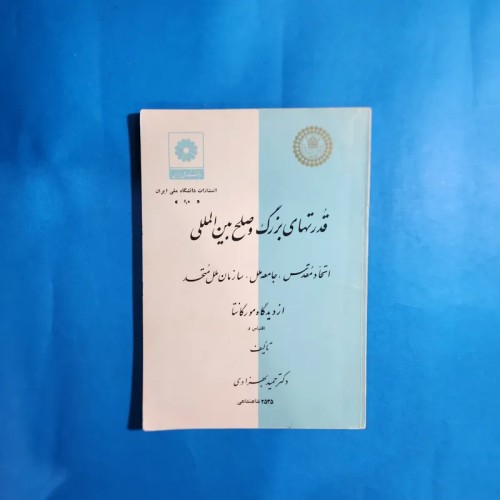 انتشارات دانشگاه ملی ایران
« ۹۰ »
قدرتهای بزرگ و صلح بین المللی
اتحاد مقدس ، جامعه ملل ، سازمان ملل متحد
از دیدگاه مورگانتا
اقتباس و
تألیف
دکتر حمید بهزادی
۲۵۳۵ شاهنشاهی